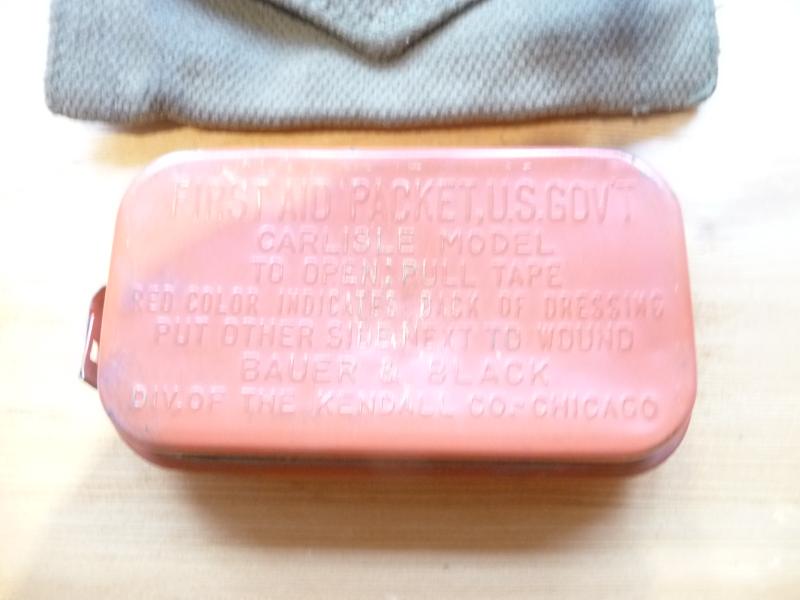 FIRST AID PACKET, U.S. GOV'T
CARLISLE MODEL
TO OPEN: PULL TAPE
RED COLOR INDICATES BACK OF DRESSING
PUT OTHER SIDE NEXT TO WOUND
BAUER & BLACK
DIV. OF THE KENDALL CO.-CHICAGO